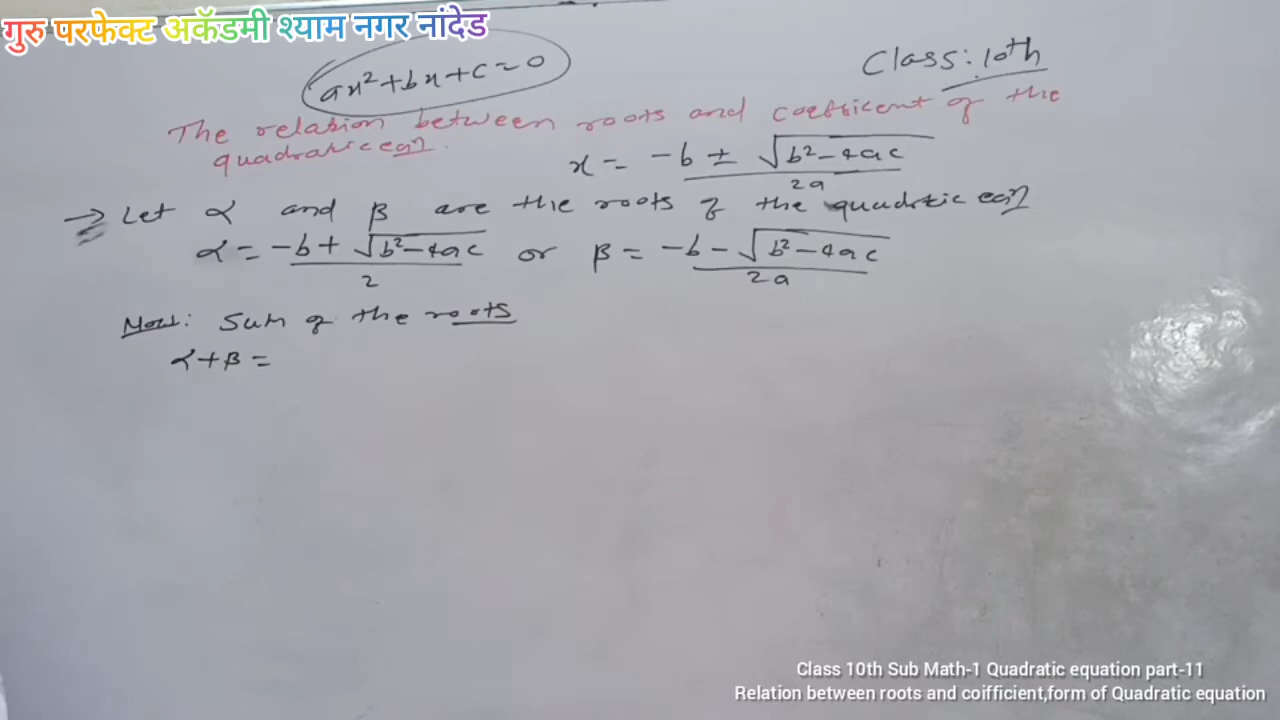 गुरु परफेक्ट अकॅडमी श्याम नगर नांदेड
ax²+bx+c=0
Class: 10th
The relation between roots and coefficient of the
quadratic eqn.
x = -b ± √b²-4ac / 2a
→ Let α and β are the roots of the quadratic eqn
α = -b + √b²-4ac / 2 or β = -b - √b²-4ac / 2a
Now: Sum of the roots
α+β =
Class 10th Sub Math-1 Quadratic equation part-11
Relation between roots and coifficient,form of Quadratic equation